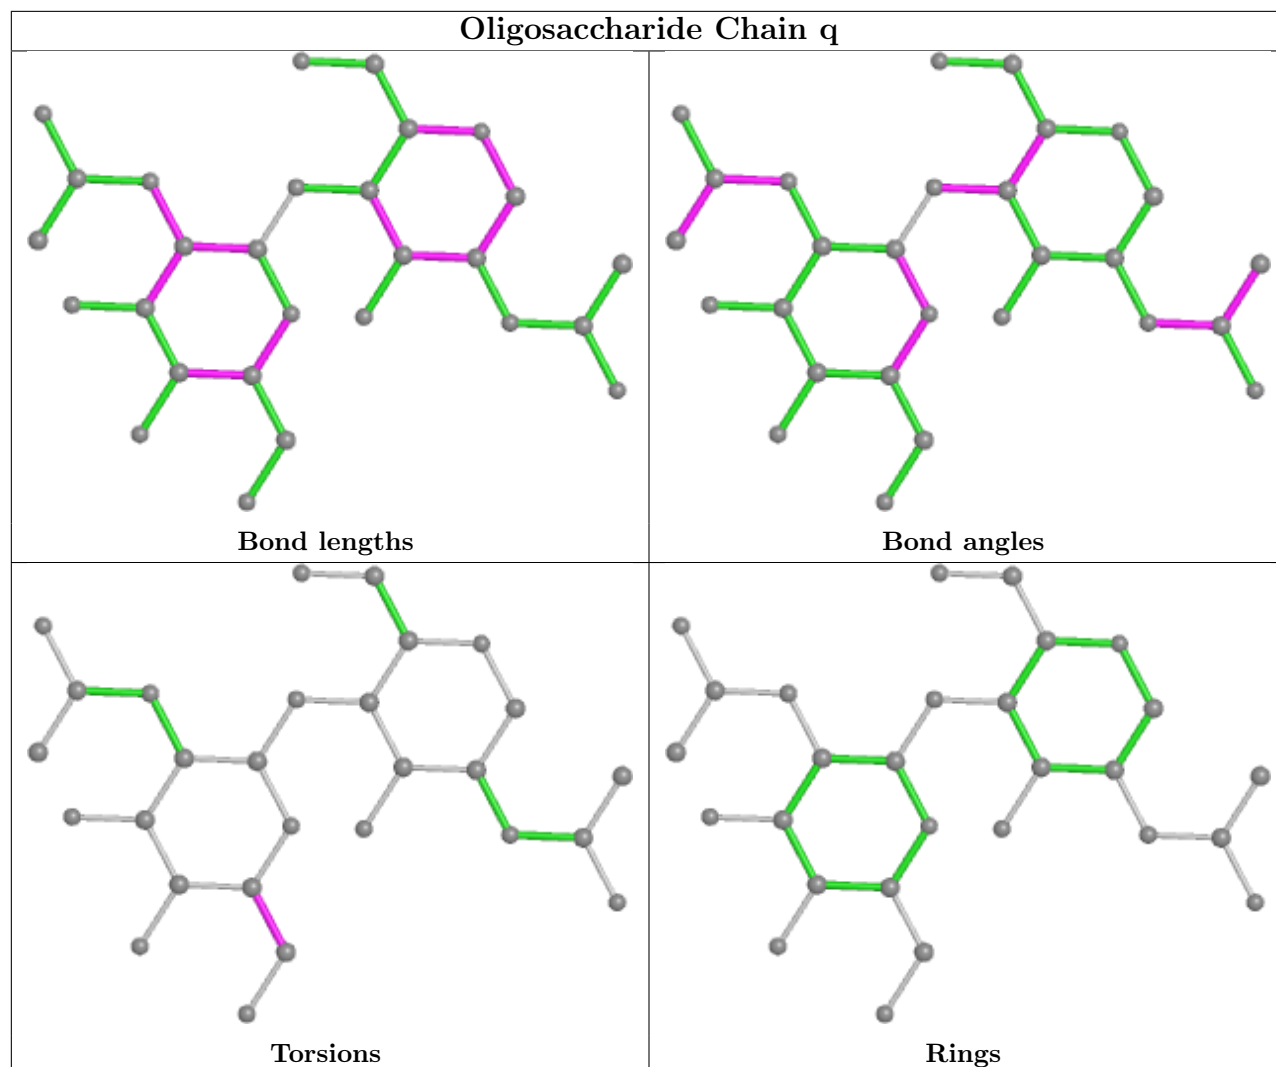 Oligosaccharide Chain q
Bond lengths
Bond angles
Torsions
Rings